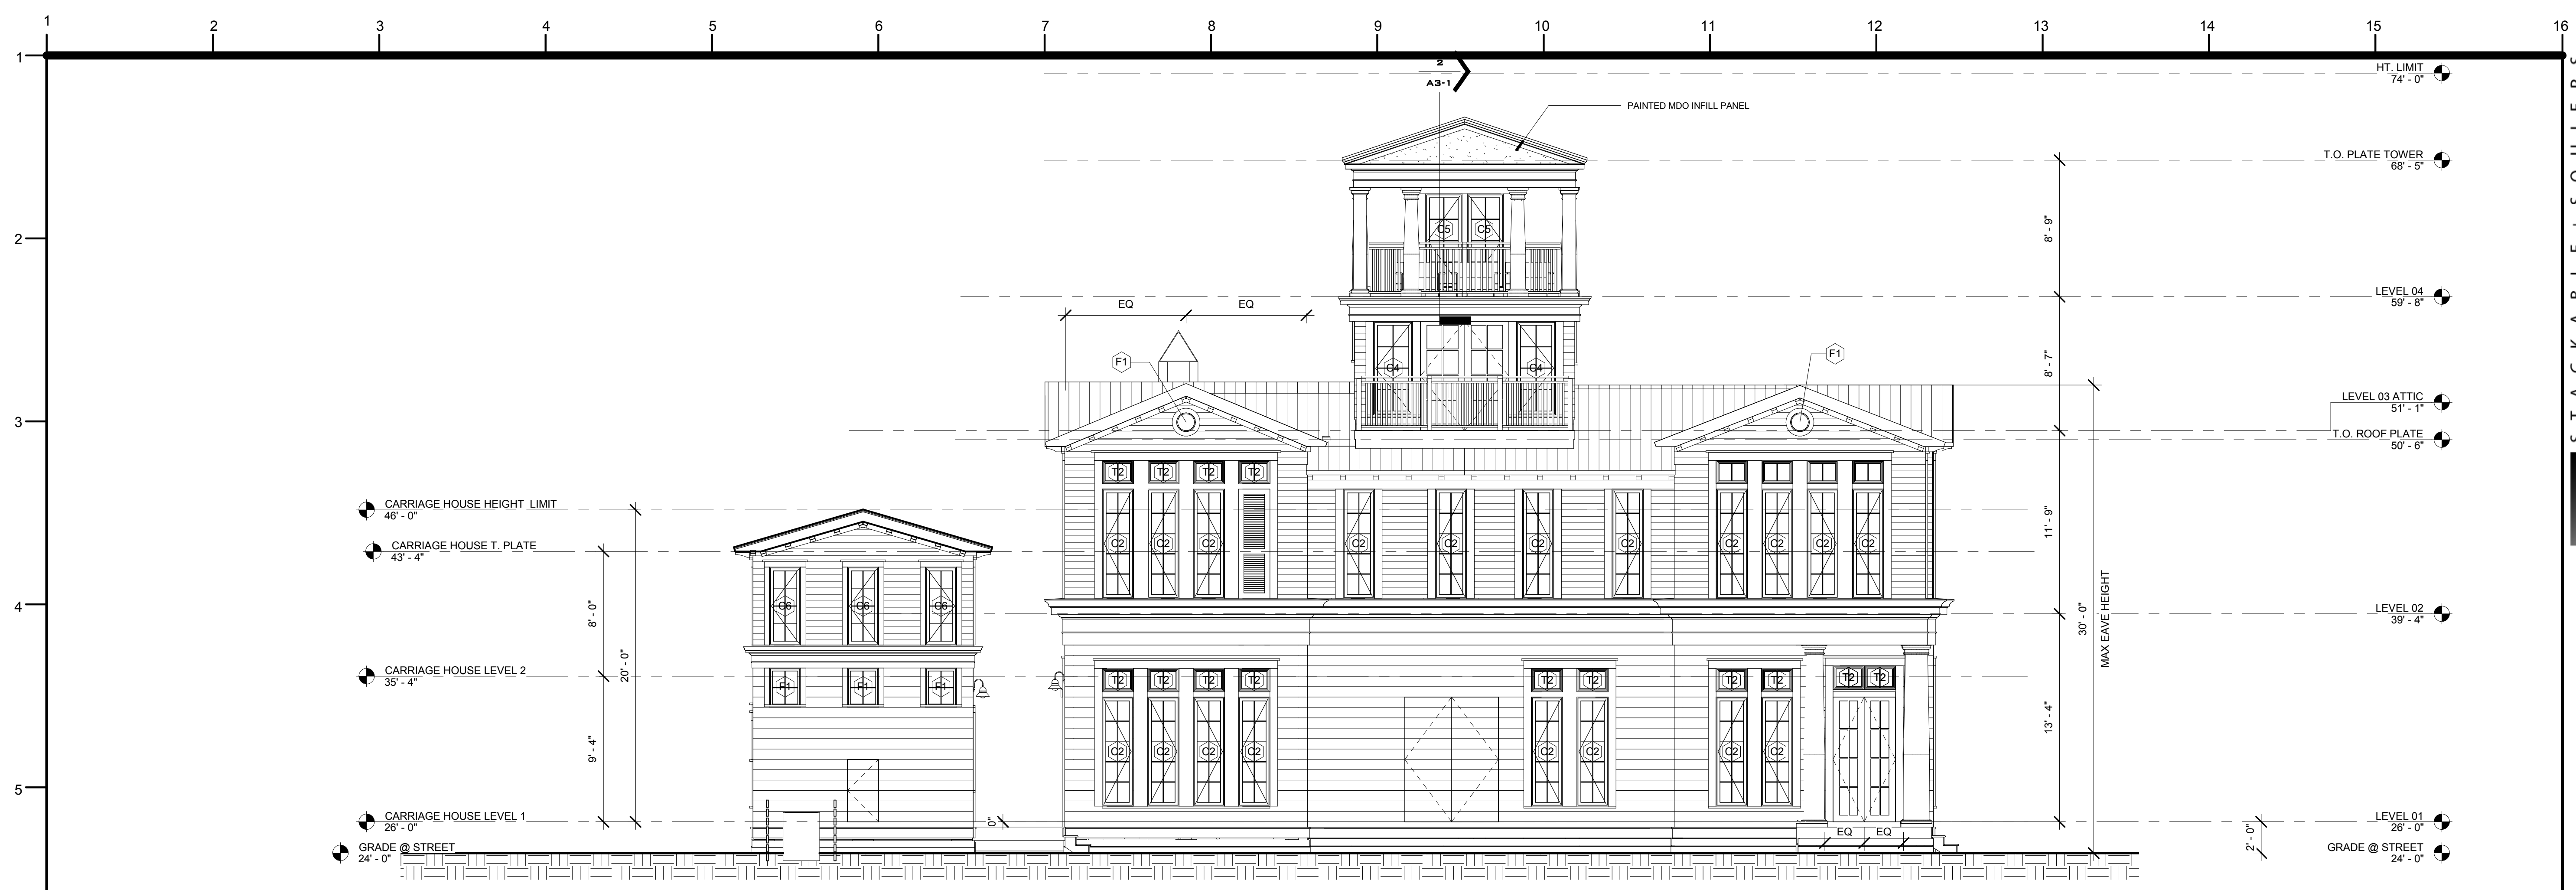 1 2 3 4 5 6 7 8 9 10 11 12 13 14 15 16
1
2
3
4
5
2
A3-1
PAINTED MDO INFILL PANEL
HT. LIMIT
74' - 0"
T.O. PLATE TOWER
68' - 5"
8' - 9"
C5 C5
LEVEL 04
59' - 8"
EQ EQ
8' - 7"
F1
F1
C4 C4
LEVEL 03 ATTIC
51' - 1"
T.O. ROOF PLATE
50' - 6"
T2 T2 T2 T2
CARRIAGE HOUSE HEIGHT LIMIT
46' - 0"
11' - 9"
CARRIAGE HOUSE T. PLATE
43' - 4"
C2 C2 C2 C2 C2 C2 C2 C2 C2 C2 C2
8' - 0"
C6 C6 C6
20' - 0"
30' - 0"
MAX EAVE HEIGHT
LEVEL 02
39' - 4"
CARRIAGE HOUSE LEVEL 2
35' - 4"
F1 F1 F1
T2 T2 T2 T2 T2 T2 T2 T2 T2 T2
9' - 4"
13' - 4"
C2 C2 C2 C2 C2 C2 C2 C2
CARRIAGE HOUSE LEVEL 1
26' - 0"
0"
LEVEL 01
26' - 0"
EQ EQ
2' - 0"
GRADE @ STREET
24' - 0"
GRADE @ STREET
24' - 0"